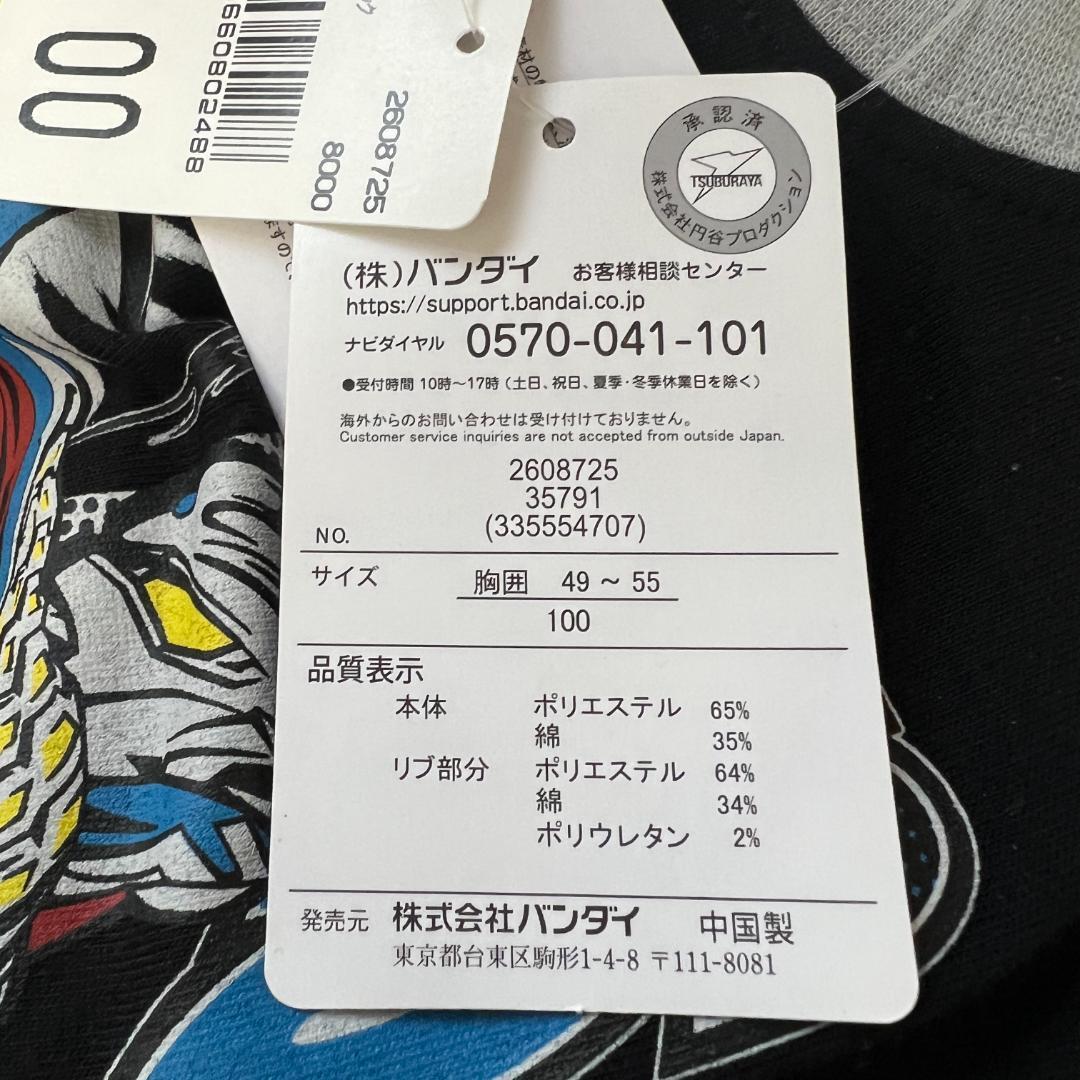 00
660802488
2608725
8000
承認済
TSUBURAYA
株式会社円谷プロダクション
(株)バンダイ お客様相談センター
https://support.bandai.co.jp
ナビダイヤル 0570-041-101
●受付時間 10時〜17時(土日、祝日、夏季・冬季休業日を除く)
海外からのお問い合わせは受け付けておりません。
Customer service inquiries are not accepted from outside Japan.
2608725
35791
NO. (335554707)
サイズ 胸囲 49 ~ 55
100
品質表示
本体 ポリエステル 65%
綿 35%
リブ部分 ポリエステル 64%
綿 34%
ポリウレタン 2%
発売元 株式会社バンダイ 中国製
東京都台東区駒形1-4-8 〒111-8081